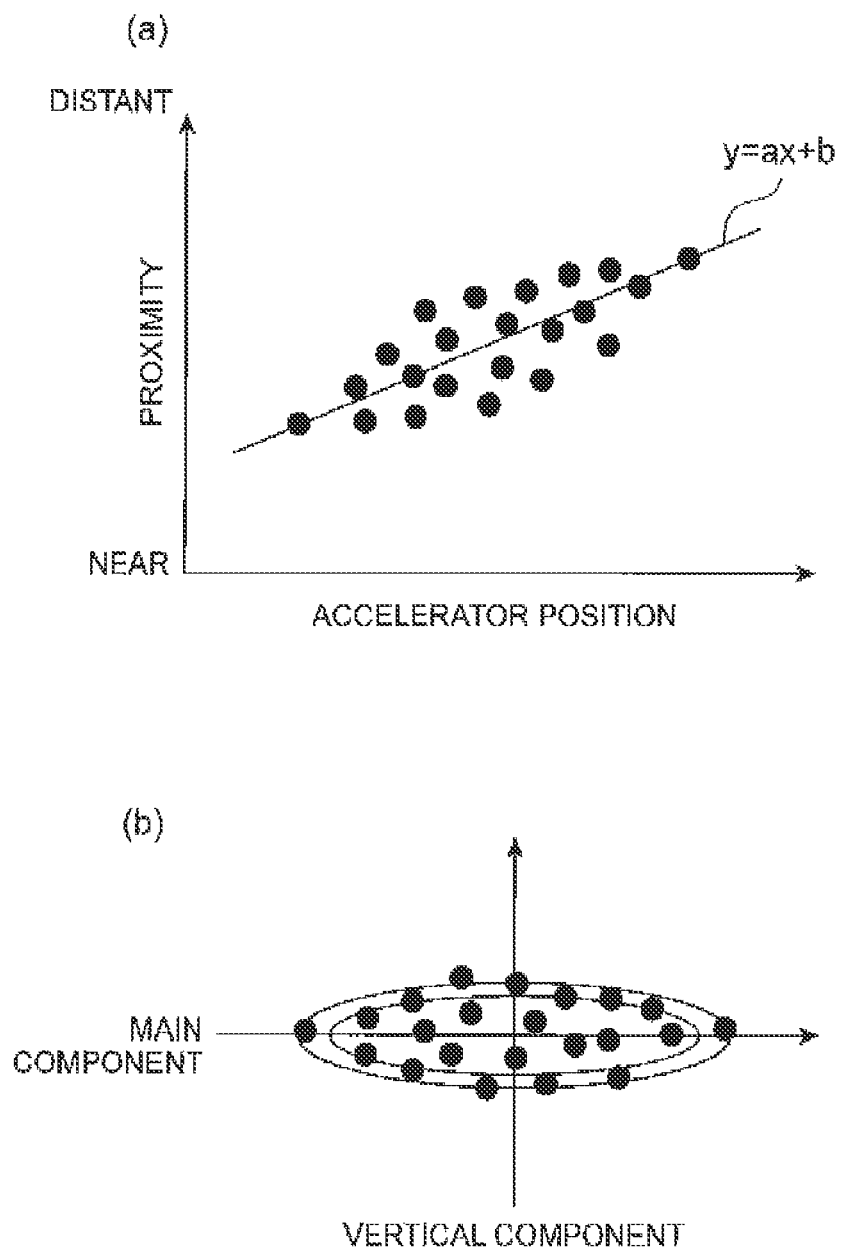 (a)
DISTANT
y=ax+b
PROXIMITY
NEAR
ACCELERATOR POSITION
(b)
MAIN
COMPONENT
VERTICAL COMPONENT